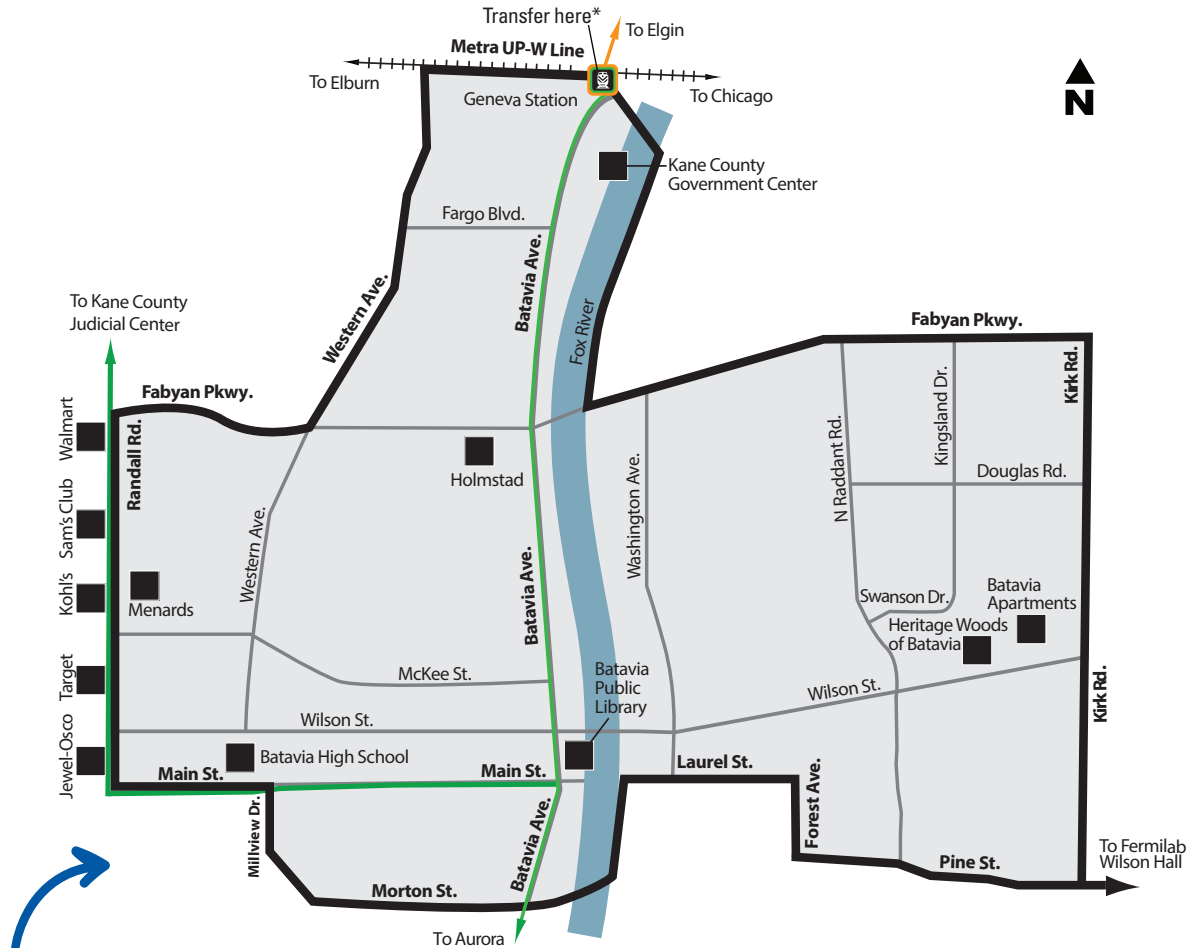 Transfer here*
To Elgin
Metra UP-W Line
To Elburn
To Chicago
Geneva Station
N
Kane County
Government Center
Fargo Blvd.
Batavia Ave.
Western Ave.
Fox River
To Kane County
Judicial Center
Fabyan Pkwy.
Fabyan Pkwy.
Kirk Rd.
Walmart
Randall Rd.
Holmstad
Washington Ave.
N Raddant Rd.
Kingsland Dr.
Douglas Rd.
Sam's Club
Western Ave.
Batavia Ave.
Kohl's
Menards
Swanson Dr.
Batavia
Apartments
Heritage Woods
of Batavia
Target
McKee St.
Batavia
Public
Library
Wilson St.
Kirk Rd.
Wilson St.
Jewel-Osco
Batavia High School
Main St.
Main St.
Laurel St.
Millview Dr.
Batavia Ave.
Forest Ave.
Pine St.
To Fermilab
Wilson Hall
Morton St.
To Aurora